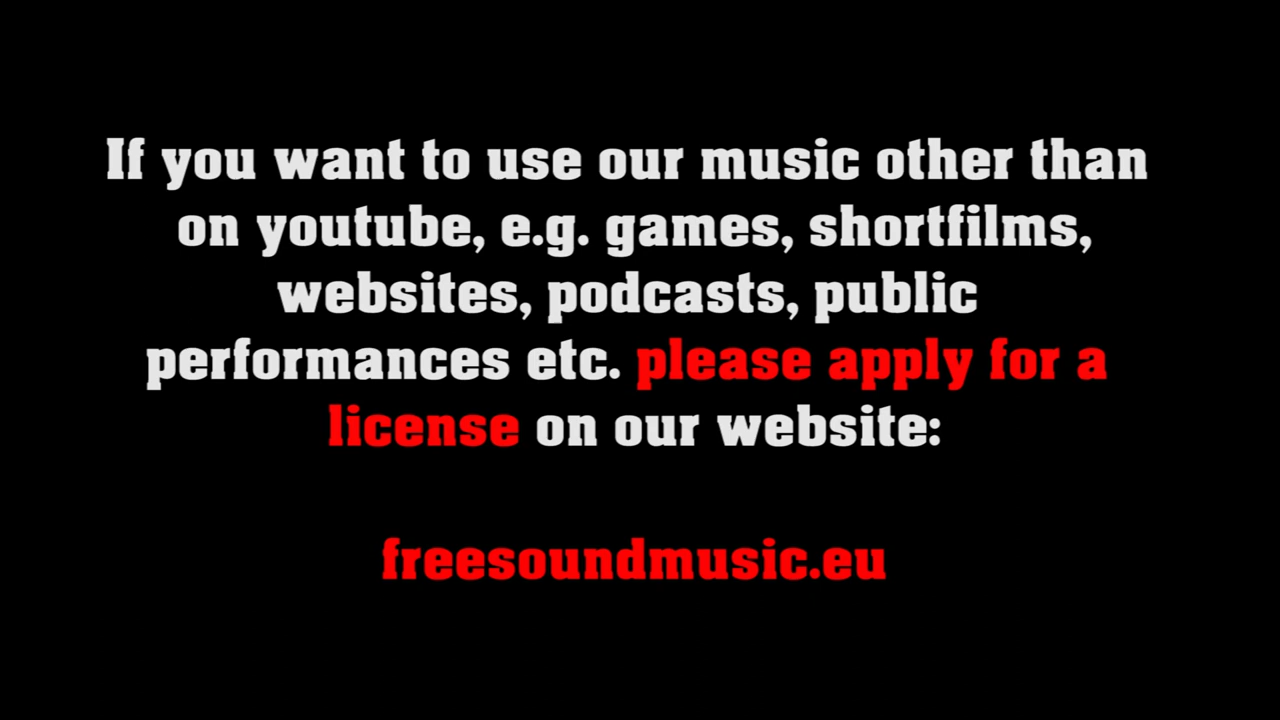 If you want to use our music other than
on youtube, e.g. games, shortfilms,
websites, podcasts, public
performances etc. please apply for a
license on our website:
freesoundmusic.eu